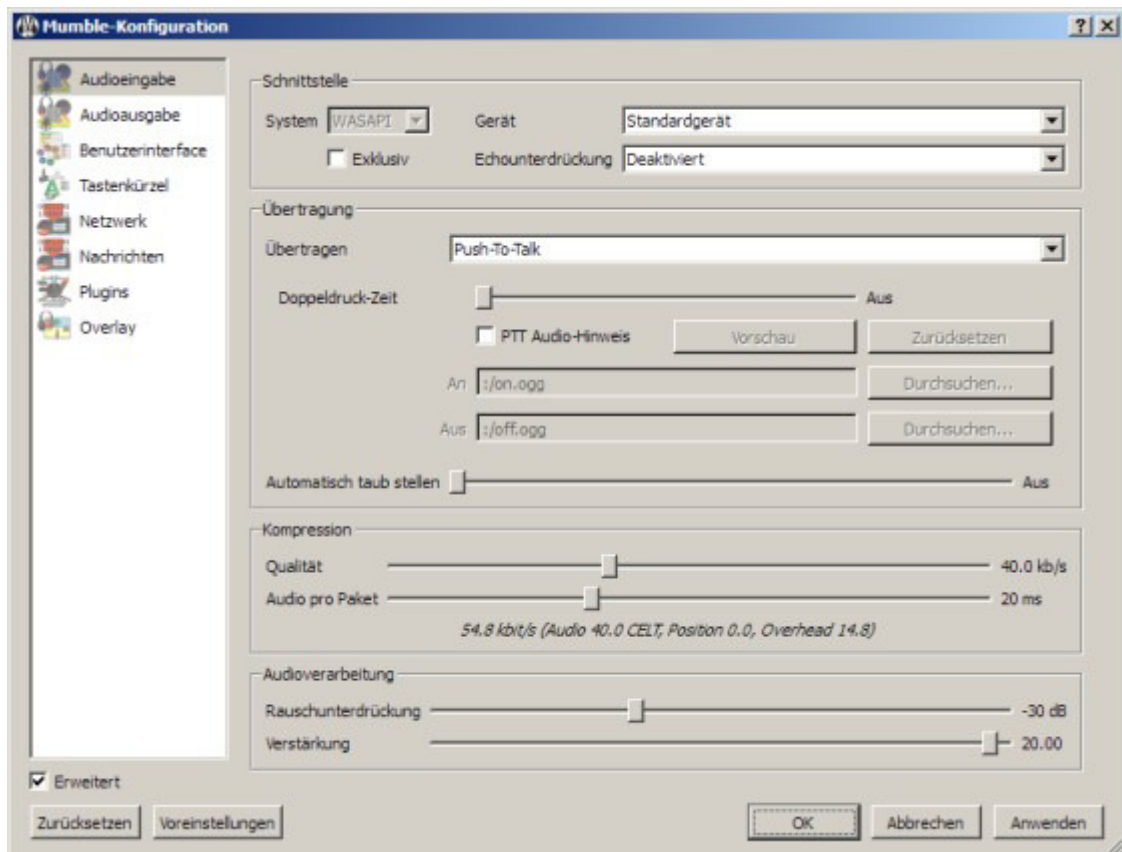 Mumble-Konfiguration
Audioeingabe
Audioausgabe
Benutzerinterface
Tastenkürzel
Netzwerk
Nachrichten
Plugins
Overlay
Schnittstelle
System WASAPI Gerät Standardgerät
Exklusiv Echounterdrückung Deaktiviert
Übertragung
Übertragen Push-To-Talk
Doppeldruck-Zeit Aus
PTT Audio-Hinweis Vorschau Zurücksetzen
An :/on.ogg Durchsuchen...
Aus :/off.ogg Durchsuchen...
Automatisch taub stellen Aus
Kompression
Qualität 40.0 kb/s
Audio pro Paket 20 ms
54.8 kbit/s (Audio 40.0 CELT, Position 0.0, Overhead 14.8)
Audioverarbeitung
Rauschunterdrückung -30 dB
Verstärkung 20.00
Erweitert
Zurücksetzen Voreinstellungen OK Abbrechen Anwenden